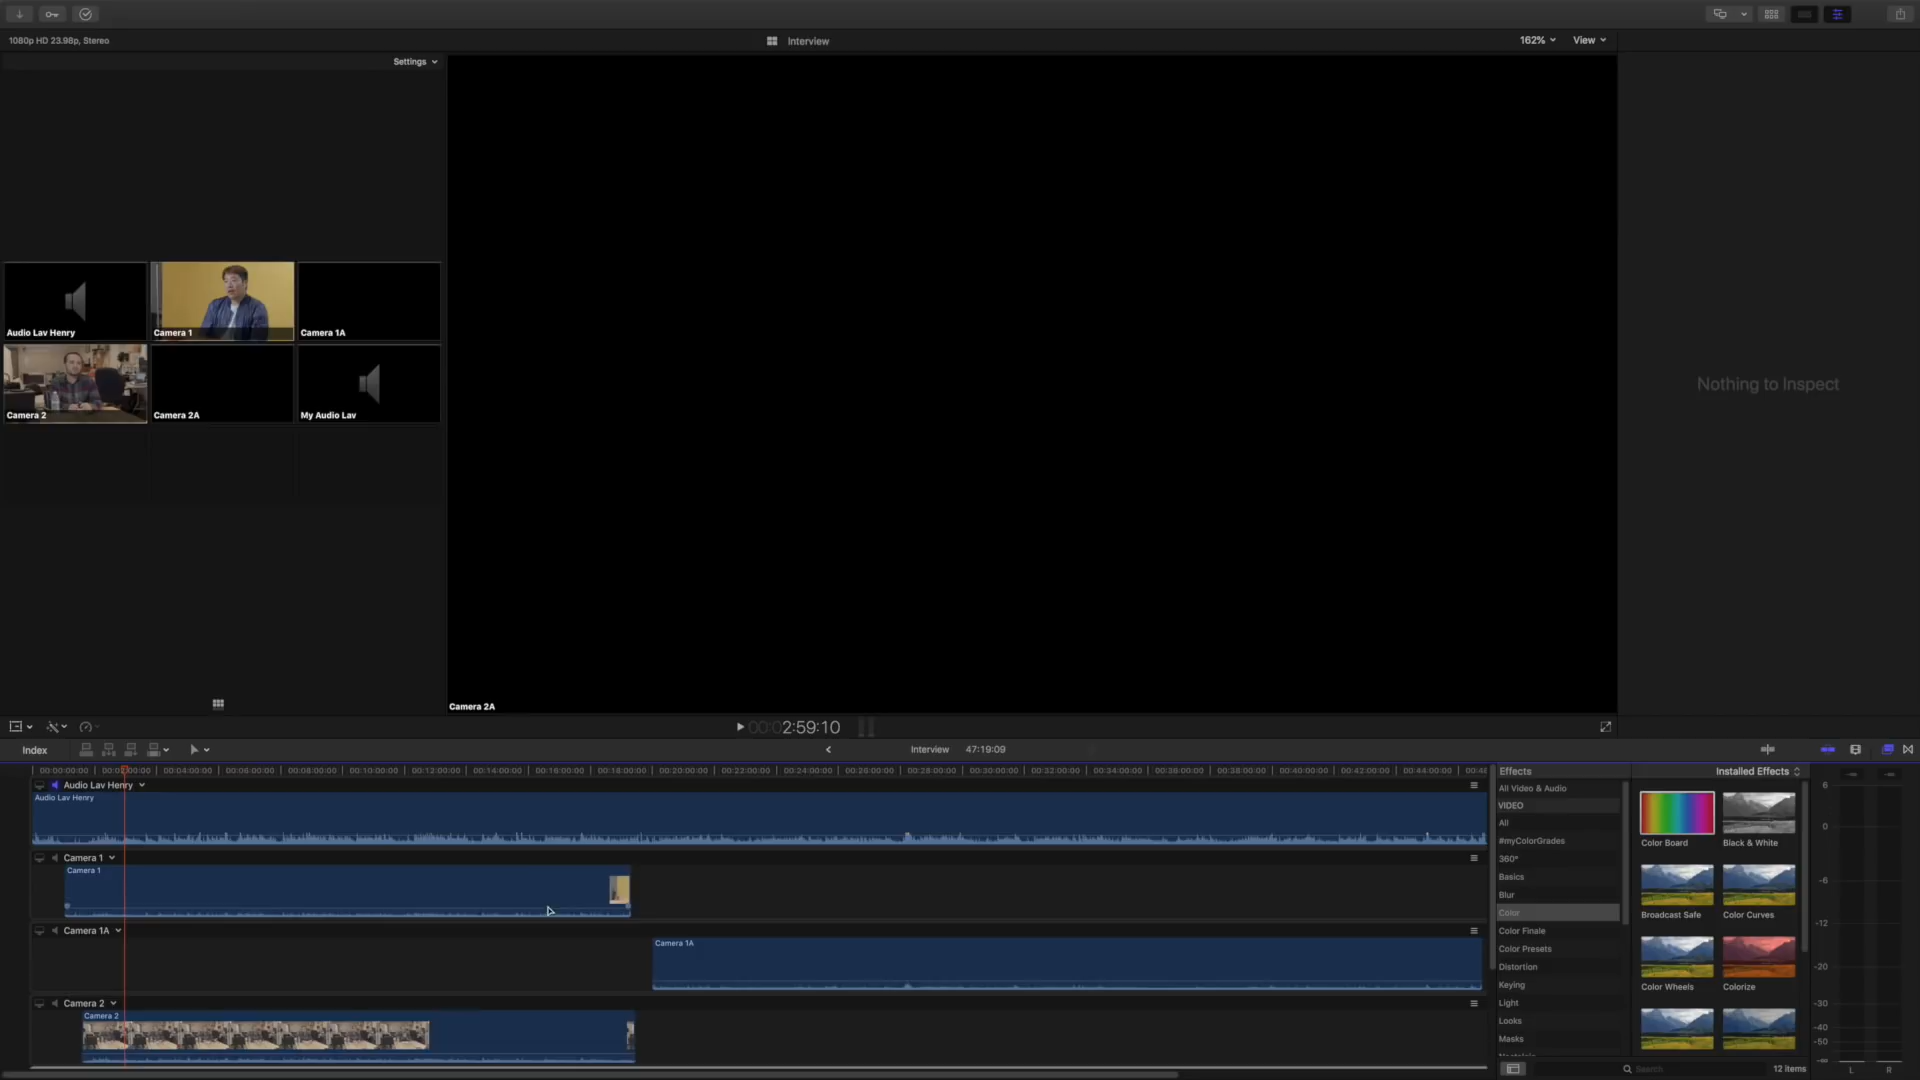 1080p HD 23.98p, Stereo
Interview
162%
View
Settings
Audio Lav Henry
Camera 1
Camera 1A
Camera 2
Camera 2A
My Audio Lav
Nothing to Inspect
Camera 2A
00:02:59:10
Index
Interview
47:19:09
00:00:00:00
00:04:00:00
00:06:00:00
00:08:00:00
00:10:00:00
00:12:00:00
00:14:00:00
00:16:00:00
00:18:00:00
00:20:00:00
00:22:00:00
00:24:00:00
00:26:00:00
00:28:00:00
00:30:00:00
00:32:00:00
00:34:00:00
00:36:00:00
00:38:00:00
00:40:00:00
00:42:00:00
00:44:00:00
Audio Lav Henry
Audio Lav Henry
Camera 1
Camera 1
Camera 1A
Camera 1A
Camera 2
Camera 2
Effects
Installed Effects
All Video & Audio
VIDEO
All
#myColorGrades
360°
Basics
Blur
Color
Color Finale
Color Presets
Distortion
Keying
Light
Looks
Masks
Color Board
Black & White
Broadcast Safe
Color Curves
Color Wheels
Colorize
Search
12 items
6
0
-6
-12
-20
-30
-40
-50
-∞
L
R